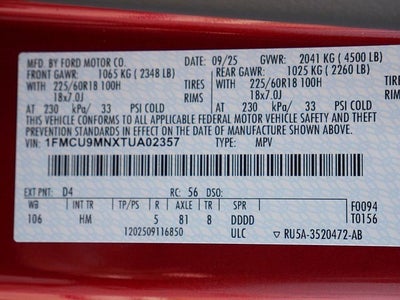 MFD. BY FORD MOTOR CO. 09/25 GVWR: 2041 KG ( 4500 LB)
FRONT GAWR: 1065 KG ( 2348 LB) REAR GAWR: 1025 KG ( 2260 LB)
WITH 225/60R18 100H TIRES WITH 225/60R18 100H TIRES
18x7.0J RIMS 18x7.0J RIMS
AT 230 kPa/ 33 PSI COLD AT 230 kPa/ 33 PSI COLD
THIS VEHICLE CONFORMS TO ALL APPLICABLE FEDERAL MOTOR VEHICLE
SAFETY AND THEFT PREVENTION STANDARDS IN EFFECT ON THE DATE OF MANUFACTURE SHOWN ABOVE.
VIN: 1FMCU9MNXTUA02357 TYPE: MPV
EXT PNT: D4 RC: 56 DSO:
WB INT TR TP/PS R AXLE TR SPR F0094
106 HM 5 81 8 DDDD T0156
1202509116850 ULC RU5A-3520472-AB